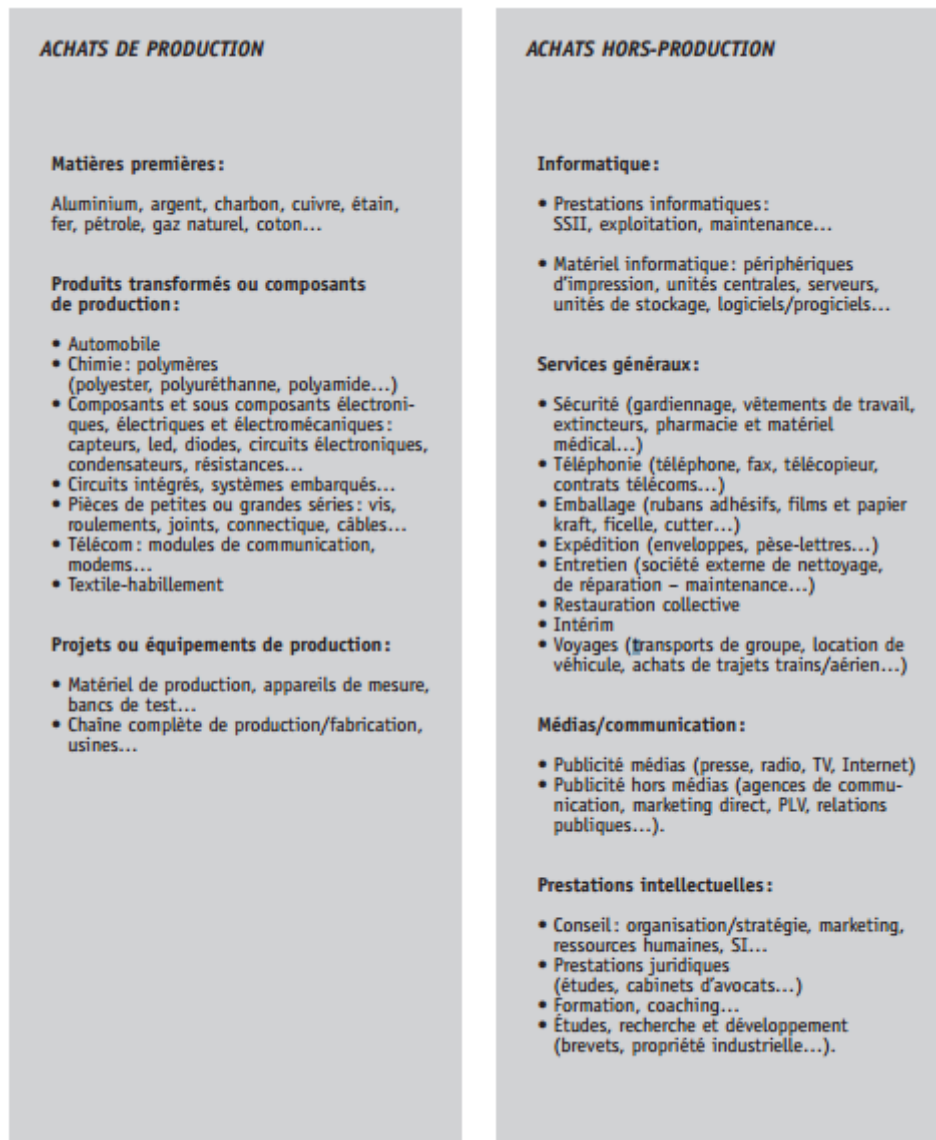 ACHATS DE PRODUCTION
Matières premières :
Aluminium, argent, charbon, cuivre, étain,
fer, pétrole, gaz naturel, coton...
Produits transformés ou composants
de production :
• Automobile
• Chimie : polymères
(polyester, polyuréthanne, polyamide...)
• Composants et sous composants électroni-
ques, électriques et électromécaniques :
capteurs, led, diodes, circuits électroniques,
condensateurs, résistances...
• Circuits intégrés, systèmes embarqués...
• Pièces de petites ou grandes séries : vis,
roulements, joints, connectique, câbles...
• Télécom : modules de communication,
modems...
• Textile-habillement
Projets ou équipements de production :
• Matériel de production, appareils de mesure,
bancs de test...
• Chaîne complète de production/fabrication,
usines...
ACHATS HORS-PRODUCTION
Informatique :
• Prestations informatiques :
SSII, exploitation, maintenance...
• Matériel informatique : périphériques
d'impression, unités centrales, serveurs,
unités de stockage, logiciels/progiciels...
Services généraux :
• Sécurité (gardiennage, vêtements de travail,
extincteurs, pharmacie et matériel
médical...)
• Téléphonie (téléphone, fax, télécopieur,
contrats télécoms...)
• Emballage (rubans adhésifs, films et papier
kraft, ficelle, cutter...)
• Expédition (enveloppes, pèse-lettres...)
• Entretien (société externe de nettoyage,
de réparation – maintenance...)
• Restauration collective
• Intérim
• Voyages (transports de groupe, location de
véhicule, achats de trajets trains/aérien...)
Médias/communication :
• Publicité médias (presse, radio, TV, Internet)
• Publicité hors médias (agences de commu-
nication, marketing direct, PLV, relations
publiques...).
Prestations intellectuelles :
• Conseil : organisation/stratégie, marketing,
ressources humaines, SI...
• Prestations juridiques
(études, cabinets d'avocats...)
• Formation, coaching...
• Études, recherche et développement
(brevets, propriété industrielle...).